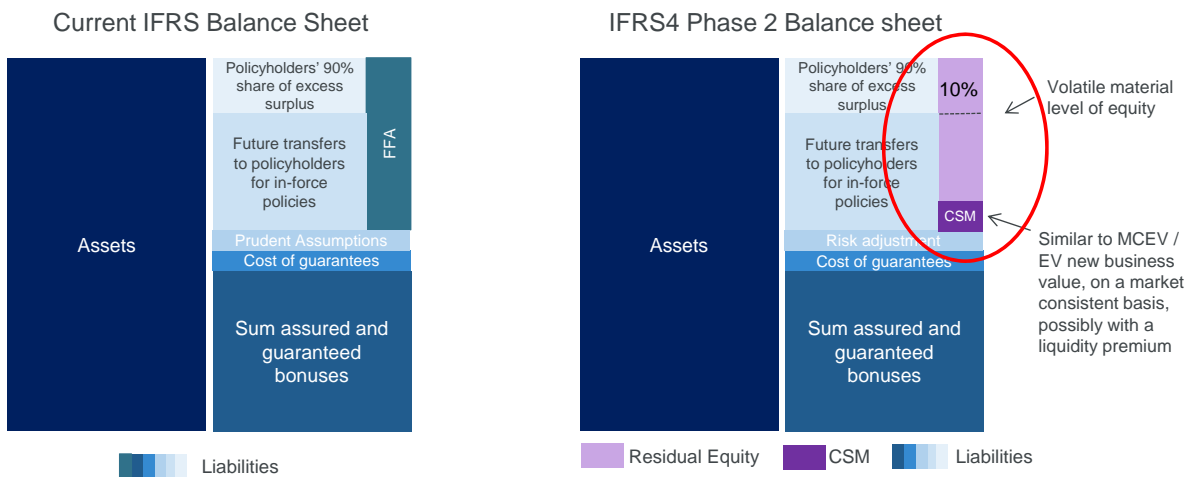 Current IFRS Balance Sheet
Assets
Policyholders’ 90%
share of excess
surplus
Future transfers
to policyholders
for in-force
policies
FFA
Prudent Assumptions
Cost of guarantees
Sum assured and
guaranteed
bonuses
Liabilities
IFRS4 Phase 2 Balance sheet
Assets
Policyholders’ 90%
share of excess
surplus
10%
Future transfers
to policyholders
for in-force
policies
CSM
Risk adjustment
Cost of guarantees
Sum assured and
guaranteed
bonuses
Volatile material
level of equity
Similar to MCEV /
EV new business
value, on a market
consistent basis,
possibly with a
liquidity premium
Residual Equity
CSM
Liabilities